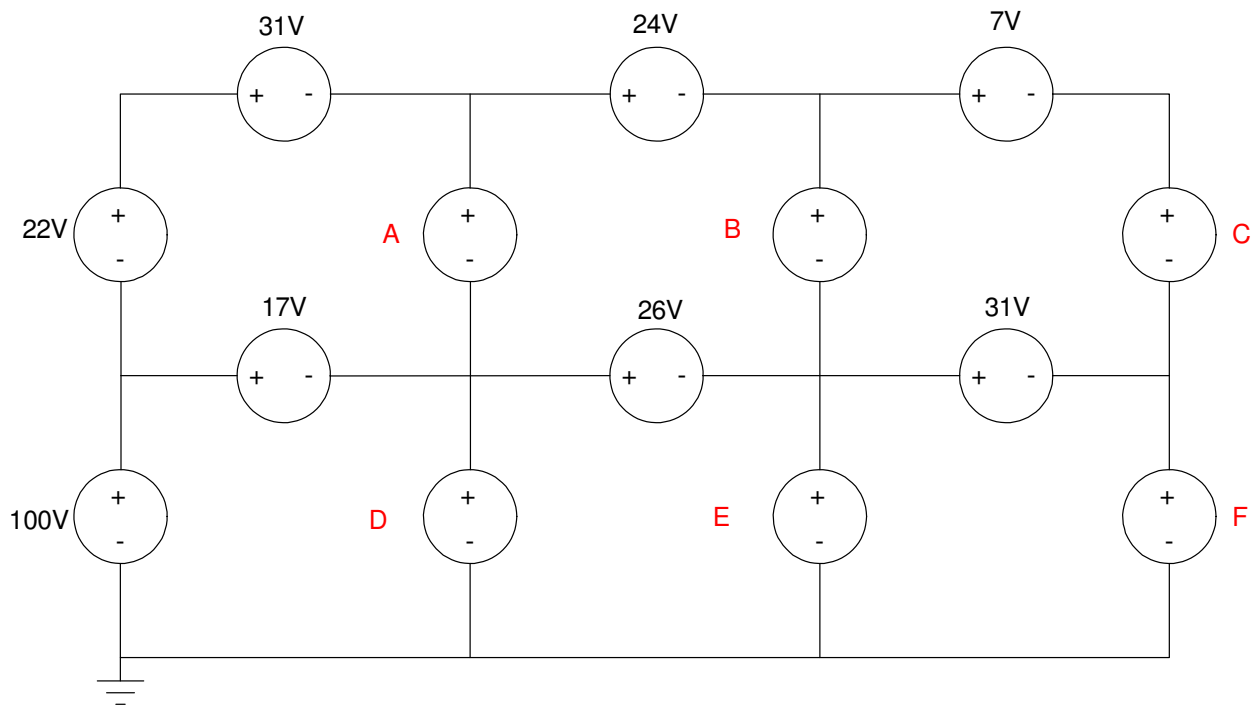 31V
24V
7V
+ -
+ -
+ -
22V
+
-
A
+
-
B
+
-
C
+
-
17V
26V
31V
+ -
+ -
+ -
100V
+
-
D
+
-
E
+
-
F
+
-